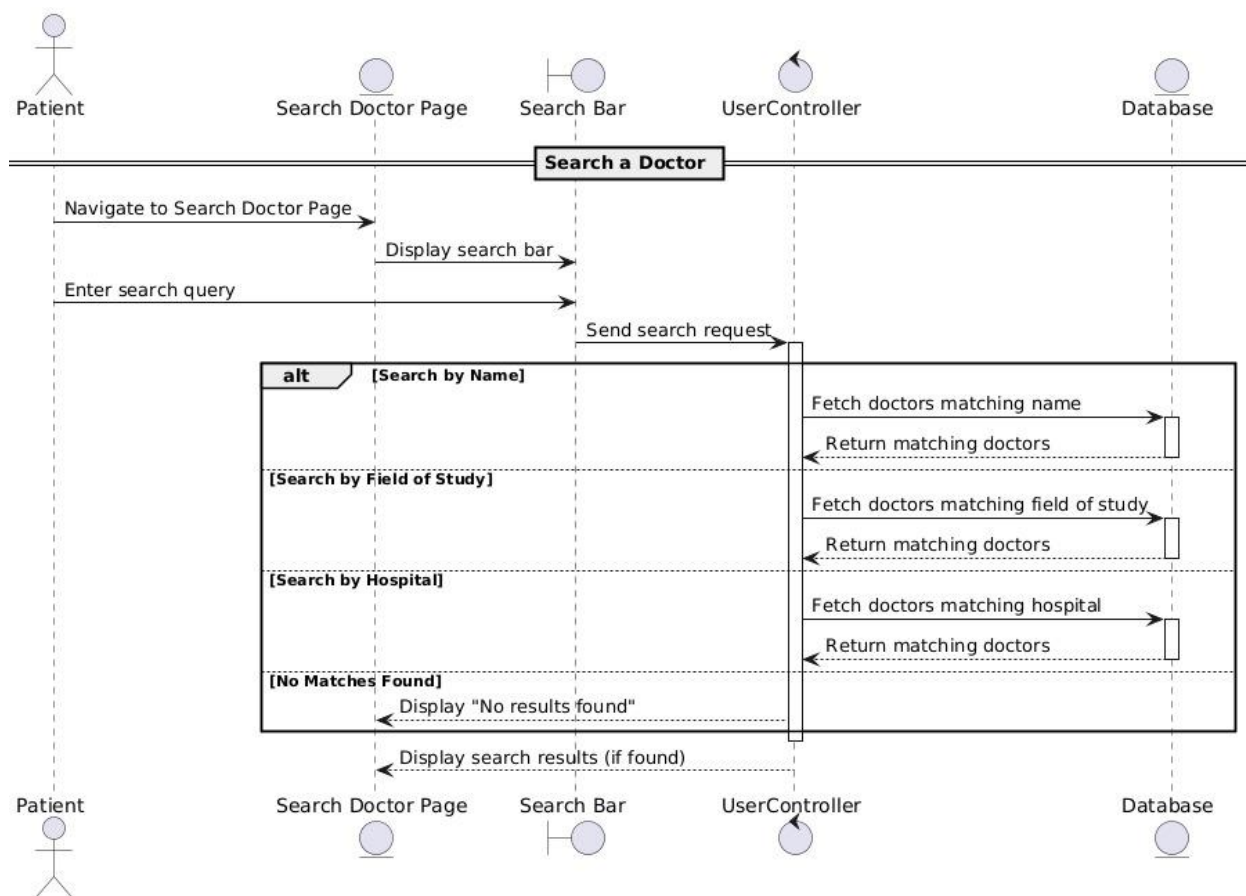 Patient
Search Doctor Page
Search Bar
UserController
Database
Search a Doctor
Navigate to Search Doctor Page
Display search bar
Enter search query
Send search request
alt [Search by Name]
Fetch doctors matching name
Return matching doctors
[Search by Field of Study]
Fetch doctors matching field of study
Return matching doctors
[Search by Hospital]
Fetch doctors matching hospital
Return matching doctors
[No Matches Found]
Display "No results found"
Display search results (if found)
Patient
Search Doctor Page
Search Bar
UserController
Database